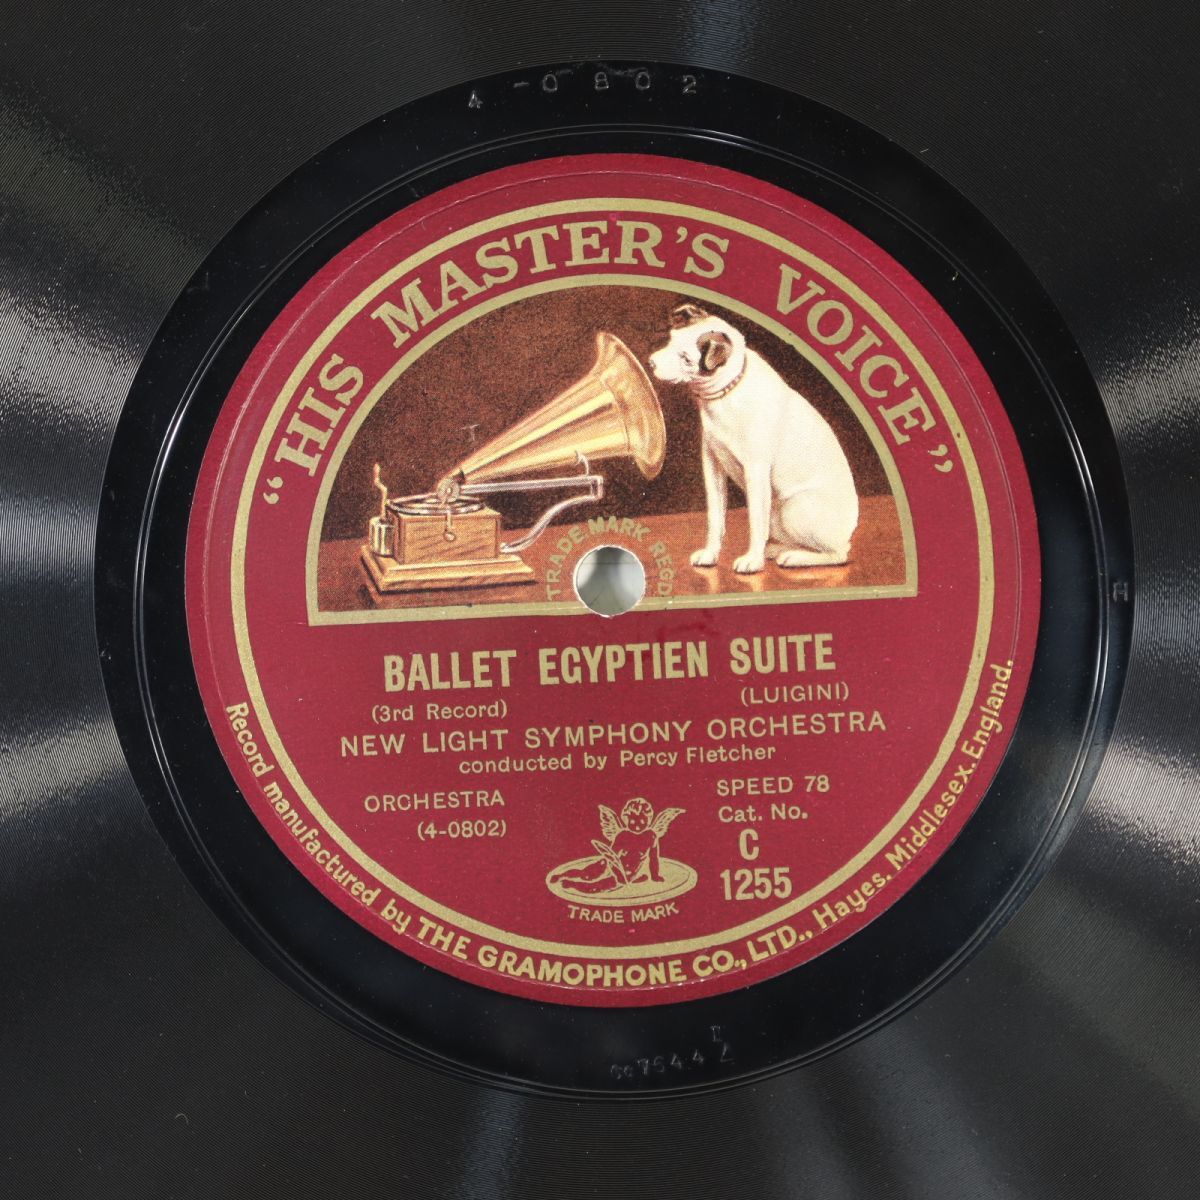 4-0802
"HIS MASTER'S VOICE"
TRADE-MARK REGD.
H
BALLET EGYPTIEN SUITE
(3rd Record)
(LUIGINI)
NEW LIGHT SYMPHONY ORCHESTRA
conducted by Percy Fletcher
ORCHESTRA
(4-0802)
SPEED 78
Cat. No.
C
1255
TRADE MARK
Record manufactured by THE GRAMOPHONE CO., LTD., Hayes. Middlesex. England.